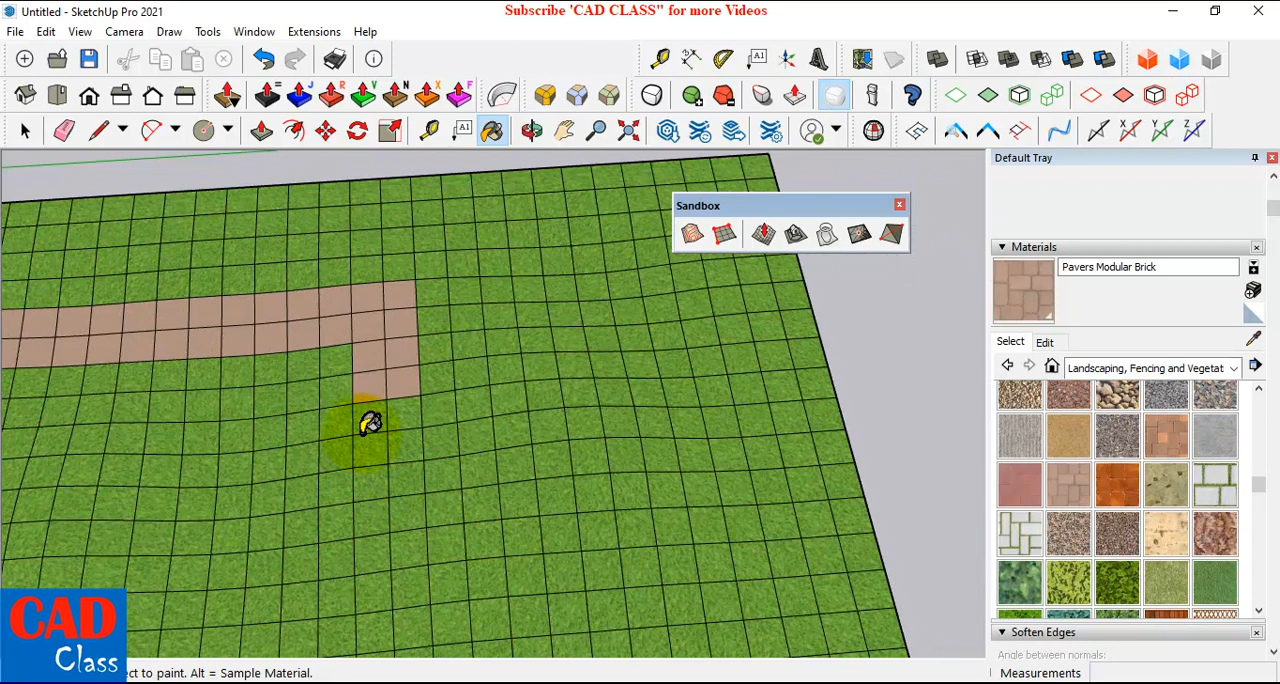 Untitled - SketchUp Pro 2021
Subscribe 'CAD CLASS" for more Videos
File Edit View Camera Draw Tools Window Extensions Help
Default Tray
Sandbox
Materials
Pavers Modular Brick
Select Edit
Landscaping, Fencing and Vegetat
Soften Edges
Angle between normals:
CAD
Class
ect to paint. Alt = Sample Material.
Measurements